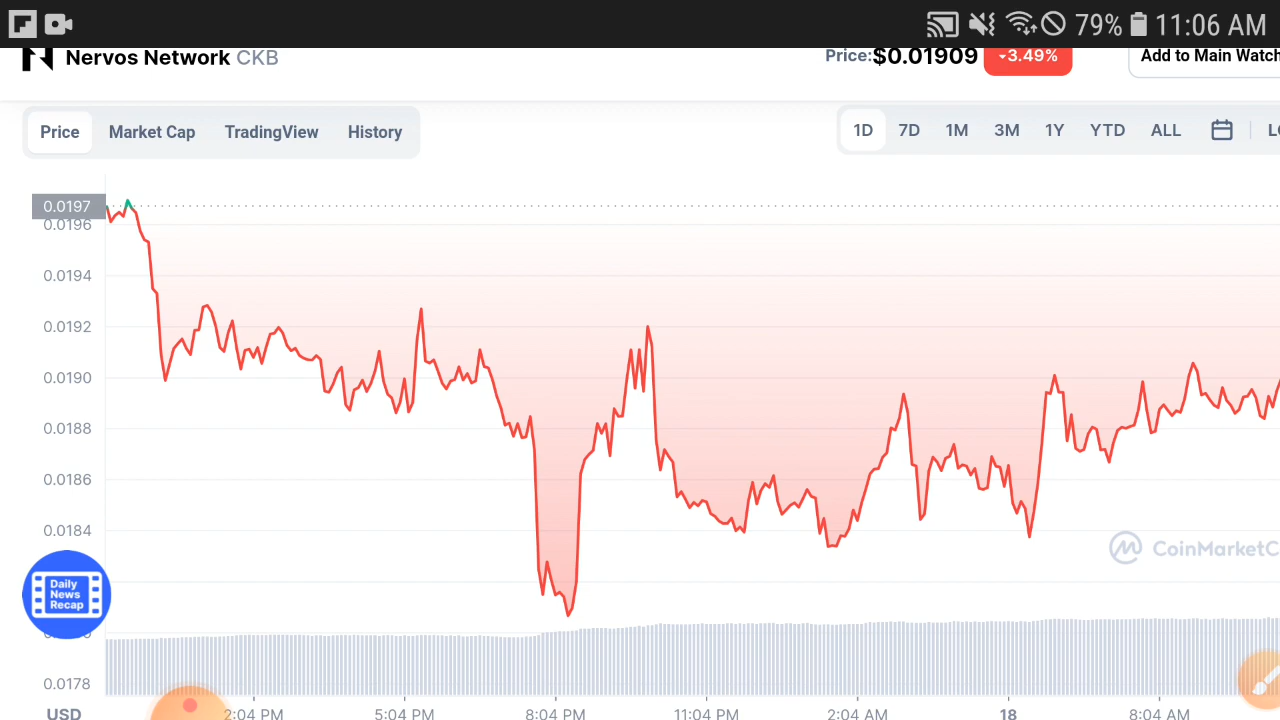 79% 11:06 AM
Nervos Network CKB Price: $0.01909 3.49% Add to Main Watch
Price Market Cap TradingView History 1D 7D 1M 3M 1Y YTD ALL
0.0197
0.0196
0.0194
0.0192
0.0190
0.0188
0.0186
0.0184
CoinMarketC
Daily
News
Recap
0.0178
USD 2:04 PM 5:04 PM 8:04 PM 11:04 PM 2:04 AM 18 8:04 AM